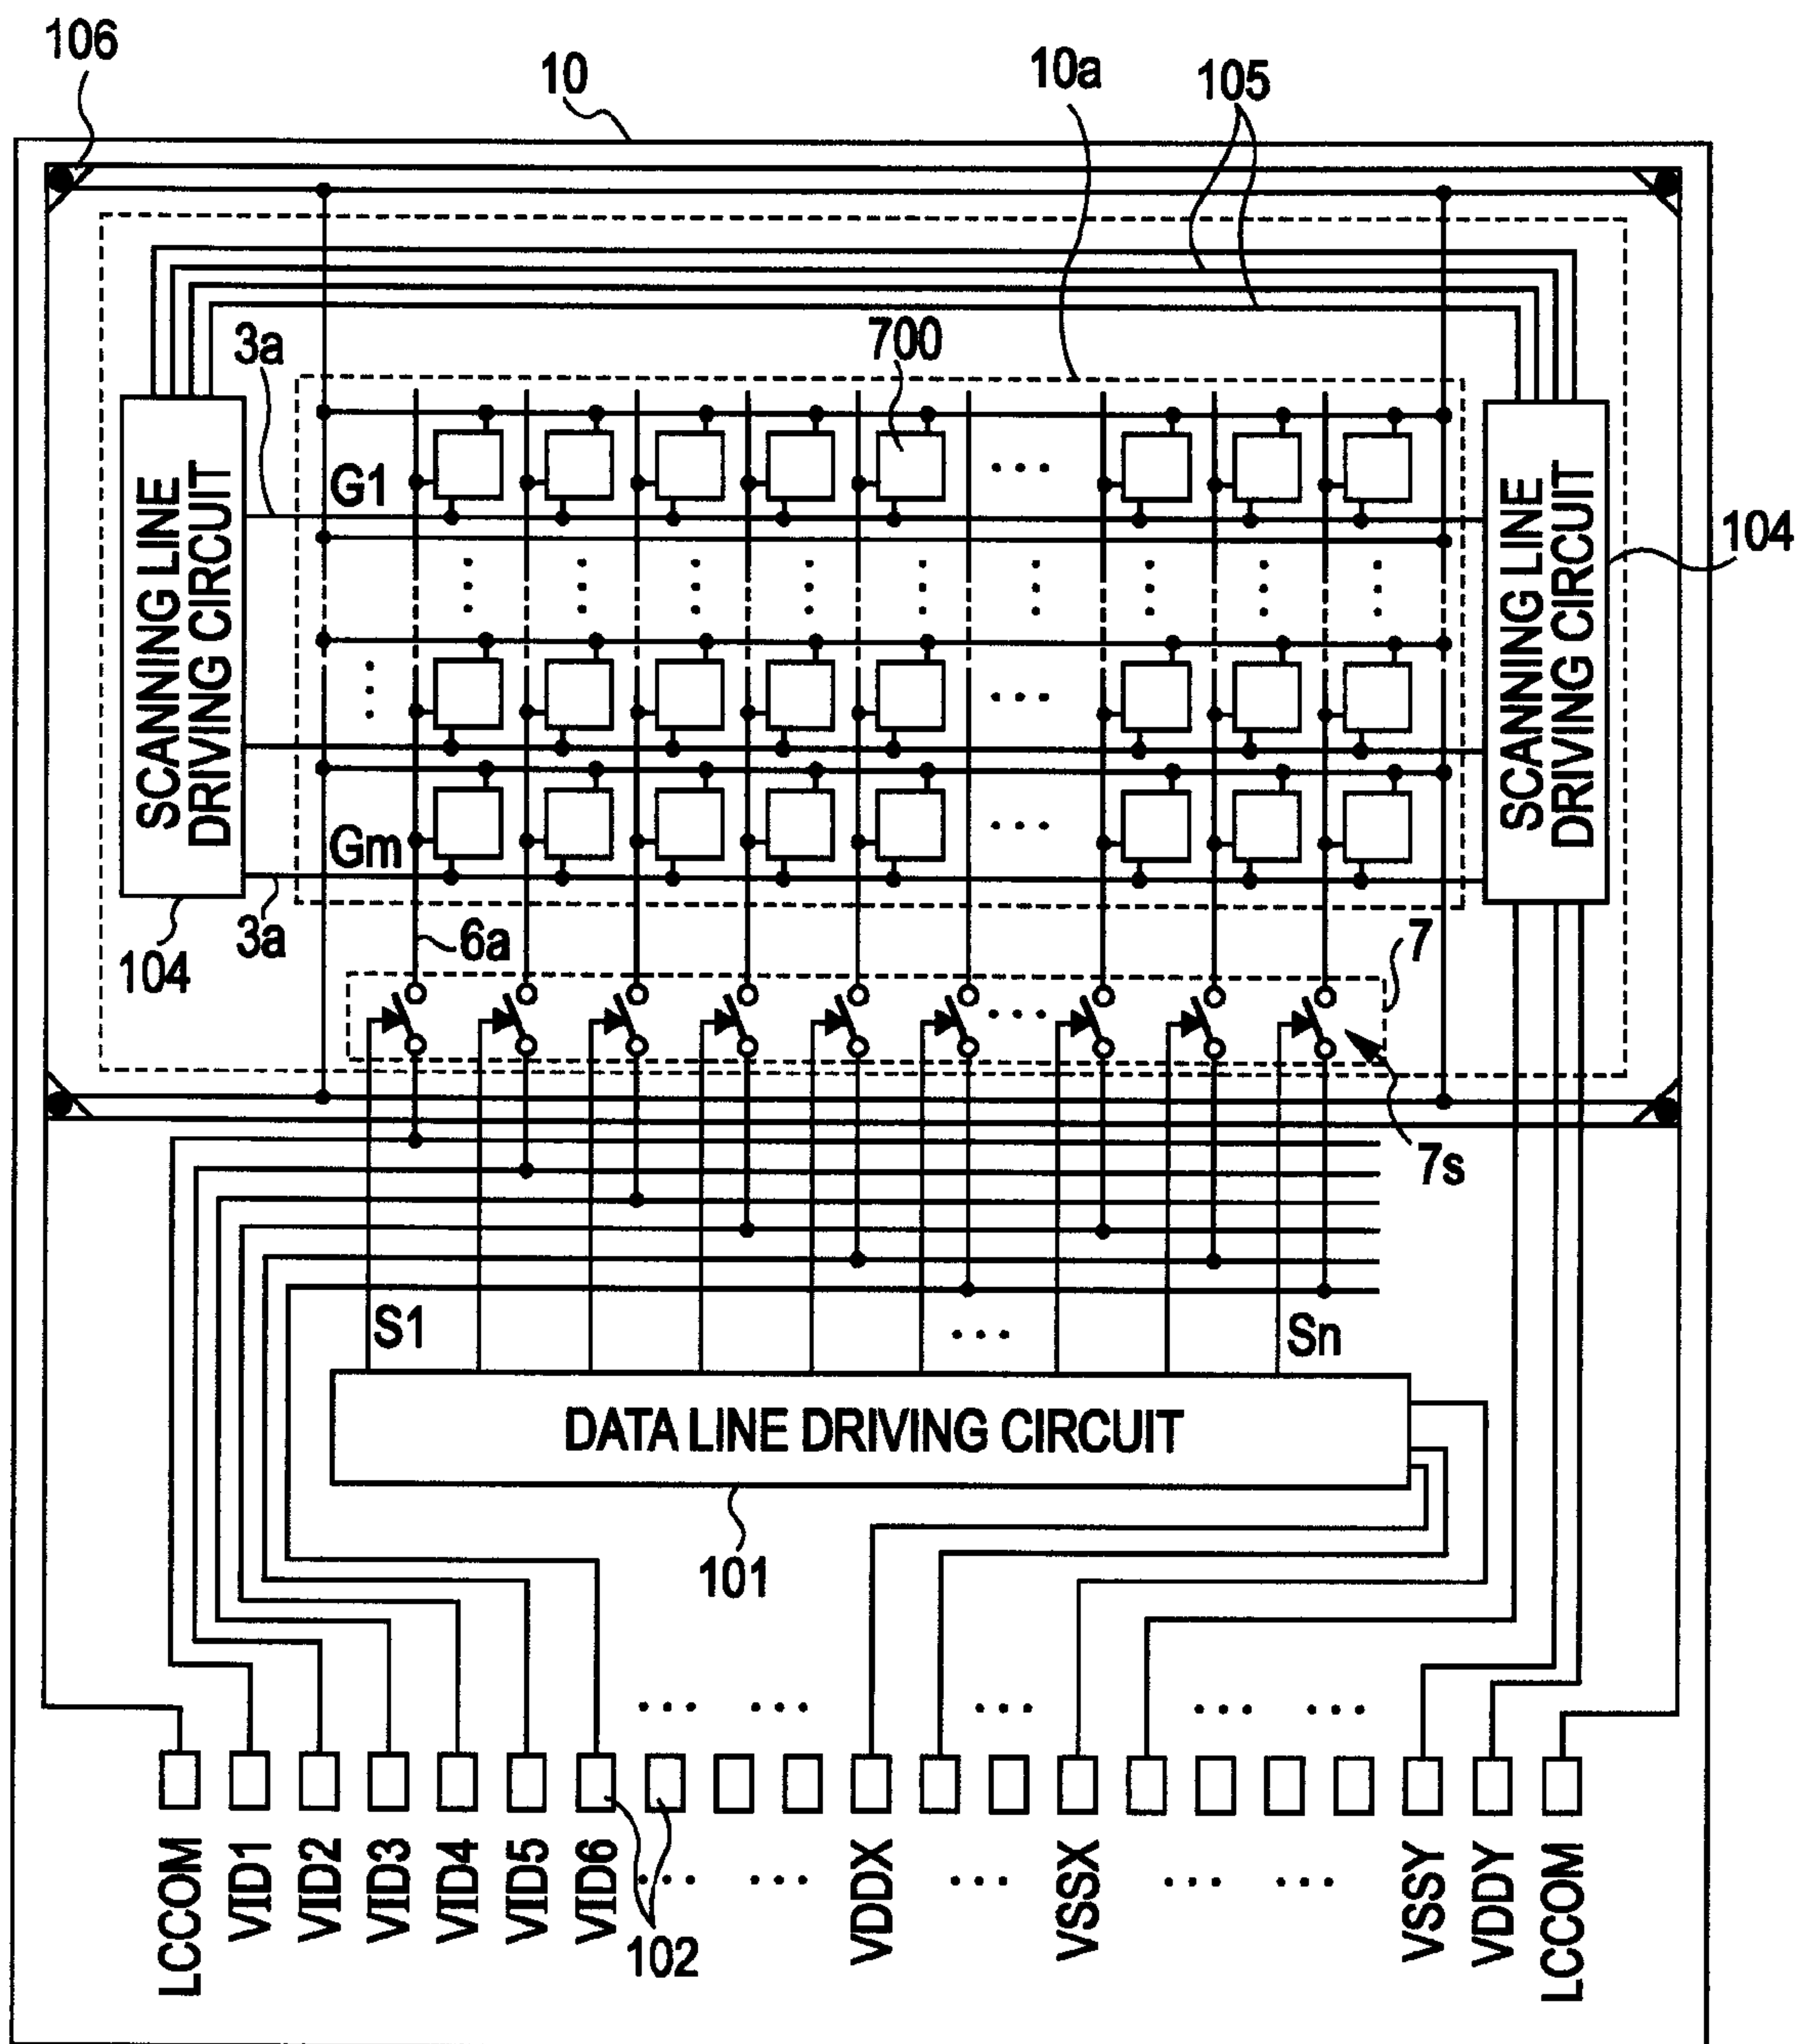 106
10
10a
105
3a
700
G1
SCANNING LINE
DRIVING CIRCUIT
SCANNING LINE
DRIVING CIRCUIT
104
Gm
3a
6a
104
7
7s
S1
...
Sn
DATA LINE DRIVING CIRCUIT
101
LCCOM
VID1
VID2
VID3
VID4
VID5
VID6
...
...
VDDX
...
VSSX
...
...
VSSY
VDDY
LCCOM
102